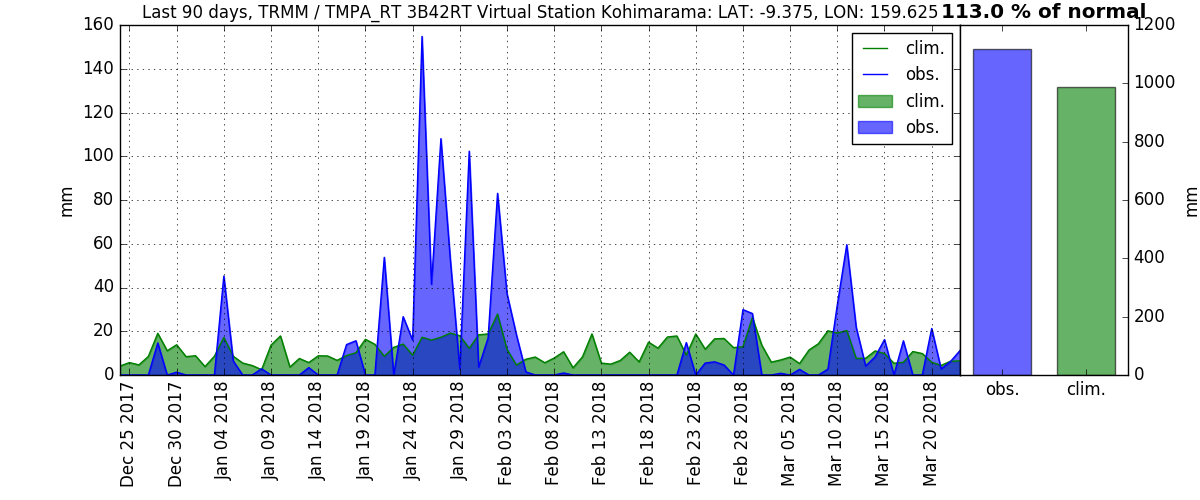 Last 90 days, TRMM / TMPA_RT 3B42RT Virtual Station Kohimarama: LAT: -9.375, LON: 159.625 113.0 % of normal
mm
160
140
120
100
80
60
40
20
0
clim.
obs.
clim.
obs.
1200
1000
800
600
400
200
0
mm
Dec 25 2017
Dec 30 2017
Jan 04 2018
Jan 09 2018
Jan 14 2018
Jan 19 2018
Jan 24 2018
Jan 29 2018
Feb 03 2018
Feb 08 2018
Feb 13 2018
Feb 18 2018
Feb 23 2018
Feb 28 2018
Mar 05 2018
Mar 10 2018
Mar 15 2018
Mar 20 2018
obs.
clim.